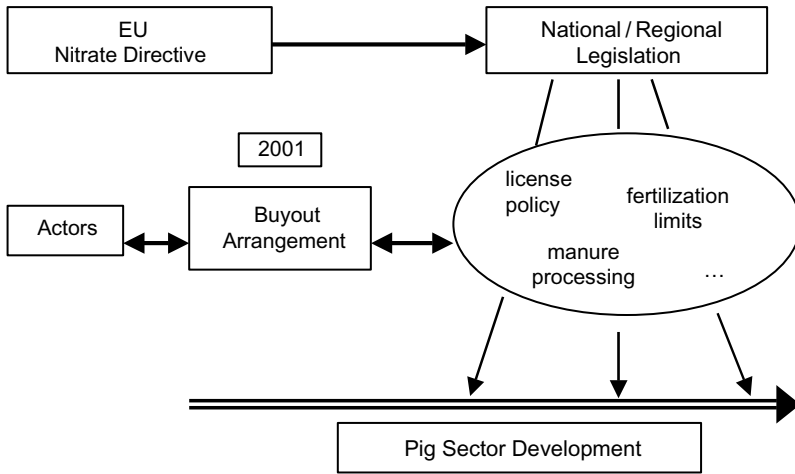 EU
Nitrate Directive
National / Regional
Legislation
2001
license
policy
fertilization
limits
Actors
Buyout
Arrangement
manure
processing
…
Pig Sector Development